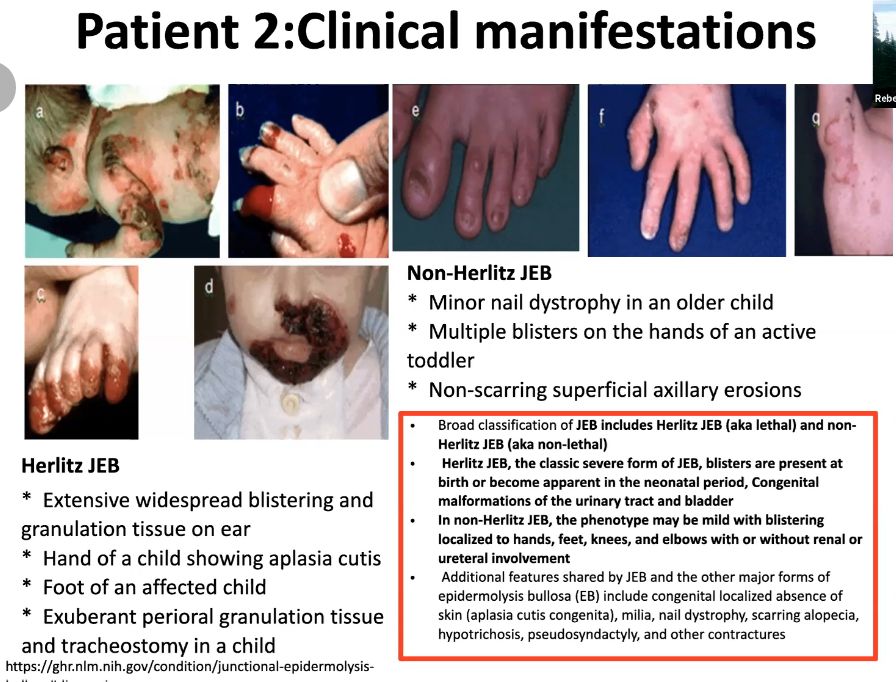 Patient 2:Clinical manifestations
Rebe
a
b
e
f
g
c
d
Non-Herlitz JEB
* Minor nail dystrophy in an older child
* Multiple blisters on the hands of an active
toddler
* Non-scarring superficial axillary erosions
Herlitz JEB
* Extensive widespread blistering and
granulation tissue on ear
* Hand of a child showing aplasia cutis
* Foot of an affected child
* Exuberant perioral granulation tissue
and tracheostomy in a child
• Broad classification of JEB includes Herlitz JEB (aka lethal) and non-
Herlitz JEB (aka non-lethal)
• Herlitz JEB, the classic severe form of JEB, blisters are present at
birth or become apparent in the neonatal period, Congenital
malformations of the urinary tract and bladder
• In non-Herlitz JEB, the phenotype may be mild with blistering
localized to hands, feet, knees, and elbows with or without renal or
ureteral involvement
• Additional features shared by JEB and the other major forms of
epidermolysis bullosa (EB) include congenital localized absence of
skin (aplasia cutis congenita), milia, nail dystrophy, scarring alopecia,
hypotrichosis, pseudosyndactyly, and other contractures
https://ghr.nlm.nih.gov/condition/junctional-epidermolysis-